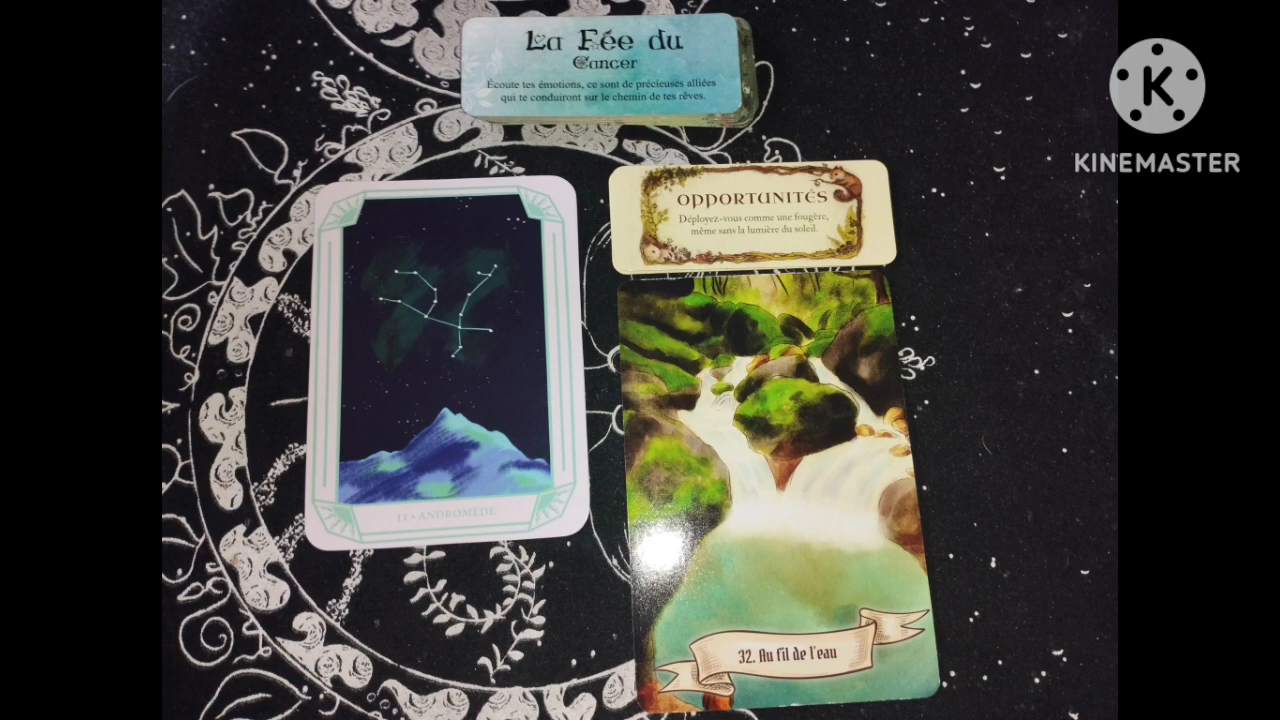 La Fée du
Cancer
Écoute tes émotions, ce sont de précieuses alliées
qui te conduiront sur le chemin de tes rêves.
KINEMASTER
OPPORTUNITÉS
Déployez-vous comme une fougère,
même sans la lumière du soleil.
11 • ANDROMÈDE
32. Au fil de l'eau